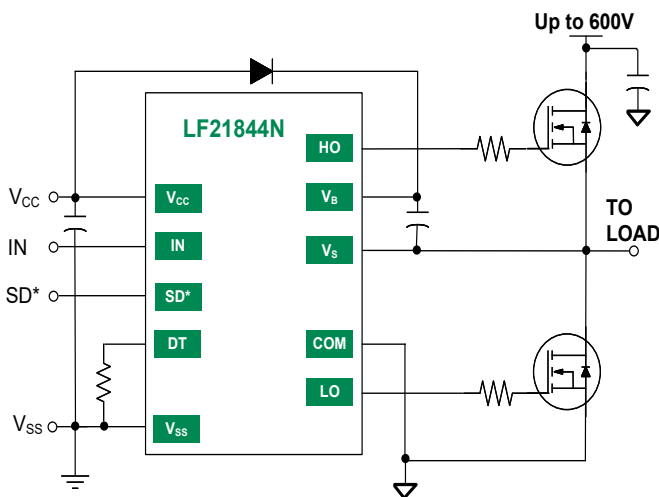 Up to 600V
LF21844N
HO
VCC
VCC
VB
TO
LOAD
IN
IN
VS
SD*
SD*
DT
COM
LO
VSS
VSS